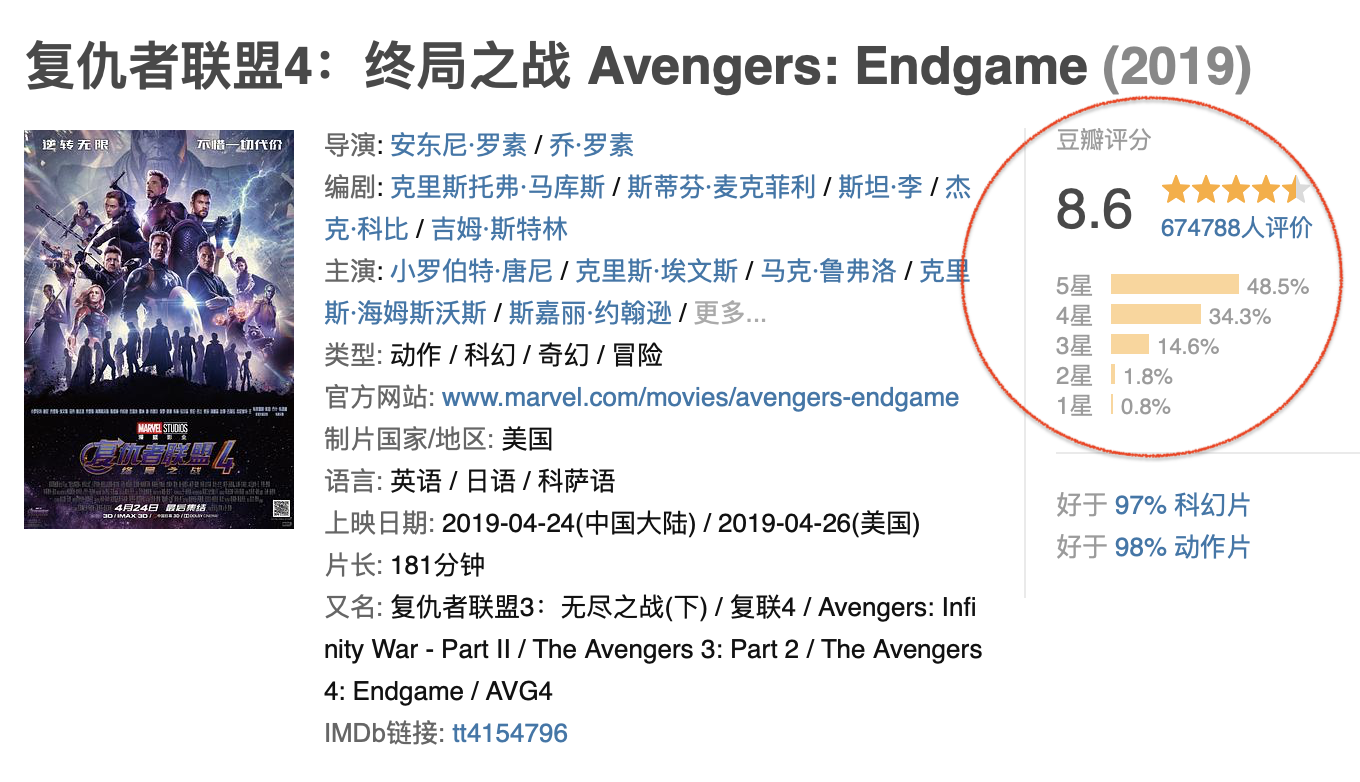 复仇者联盟4：终局之战 Avengers: Endgame (2019)
逆转无限 不惜一切代价
MARVEL STUDIOS
漫威影业
复仇者联盟4
终局之战
4月24日 最后集结
导演: 安东尼·罗素 / 乔·罗素
编剧: 克里斯托弗·马库斯 / 斯蒂芬·麦克菲利 / 斯坦·李 / 杰
克·科比 / 吉姆·斯特林
主演: 小罗伯特·唐尼 / 克里斯·埃文斯 / 马克·鲁弗洛 / 克里
斯·海姆斯沃斯 / 斯嘉丽·约翰逊 / 更多...
类型: 动作 / 科幻 / 奇幻 / 冒险
官方网站: www.marvel.com/movies/avengers-endgame
制片国家/地区: 美国
语言: 英语 / 日语 / 科萨语
上映日期: 2019-04-24(中国大陆) / 2019-04-26(美国)
片长: 181分钟
又名: 复仇者联盟3：无尽之战(下) / 复联4 / Avengers: Infi
nity War - Part II / The Avengers 3: Part 2 / The Avengers
4: Endgame / AVG4
IMDb链接: tt4154796
豆瓣评分
8.6
674788人评价
5星 48.5%
4星 34.3%
3星 14.6%
2星 1.8%
1星 0.8%
好于 97% 科幻片
好于 98% 动作片